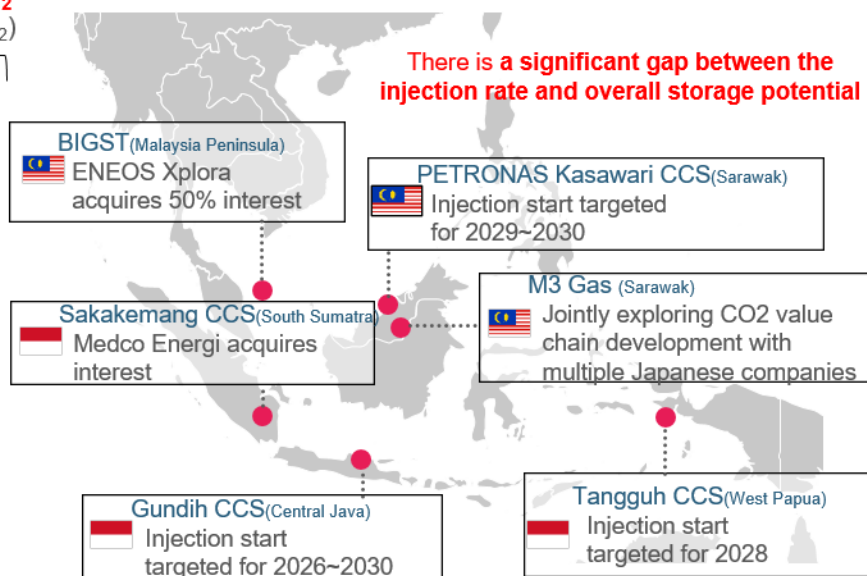 2
2)
There is a significant gap between the
injection rate and overall storage potential
BIGST(Malaysia Peninsula)
ENEOS Xplora
acquires 50% interest
PETRONAS Kasawari CCS(Sarawak)
Injection start targeted
for 2029~2030
M3 Gas (Sarawak)
Jointly exploring CO2 value
chain development with
multiple Japanese companies
Sakakemang CCS(South Sumatra)
Medco Energi acquires
interest
Gundih CCS(Central Java)
Injection start
targeted for 2026~2030
Tangguh CCS(West Papua)
Injection start
targeted for 2028